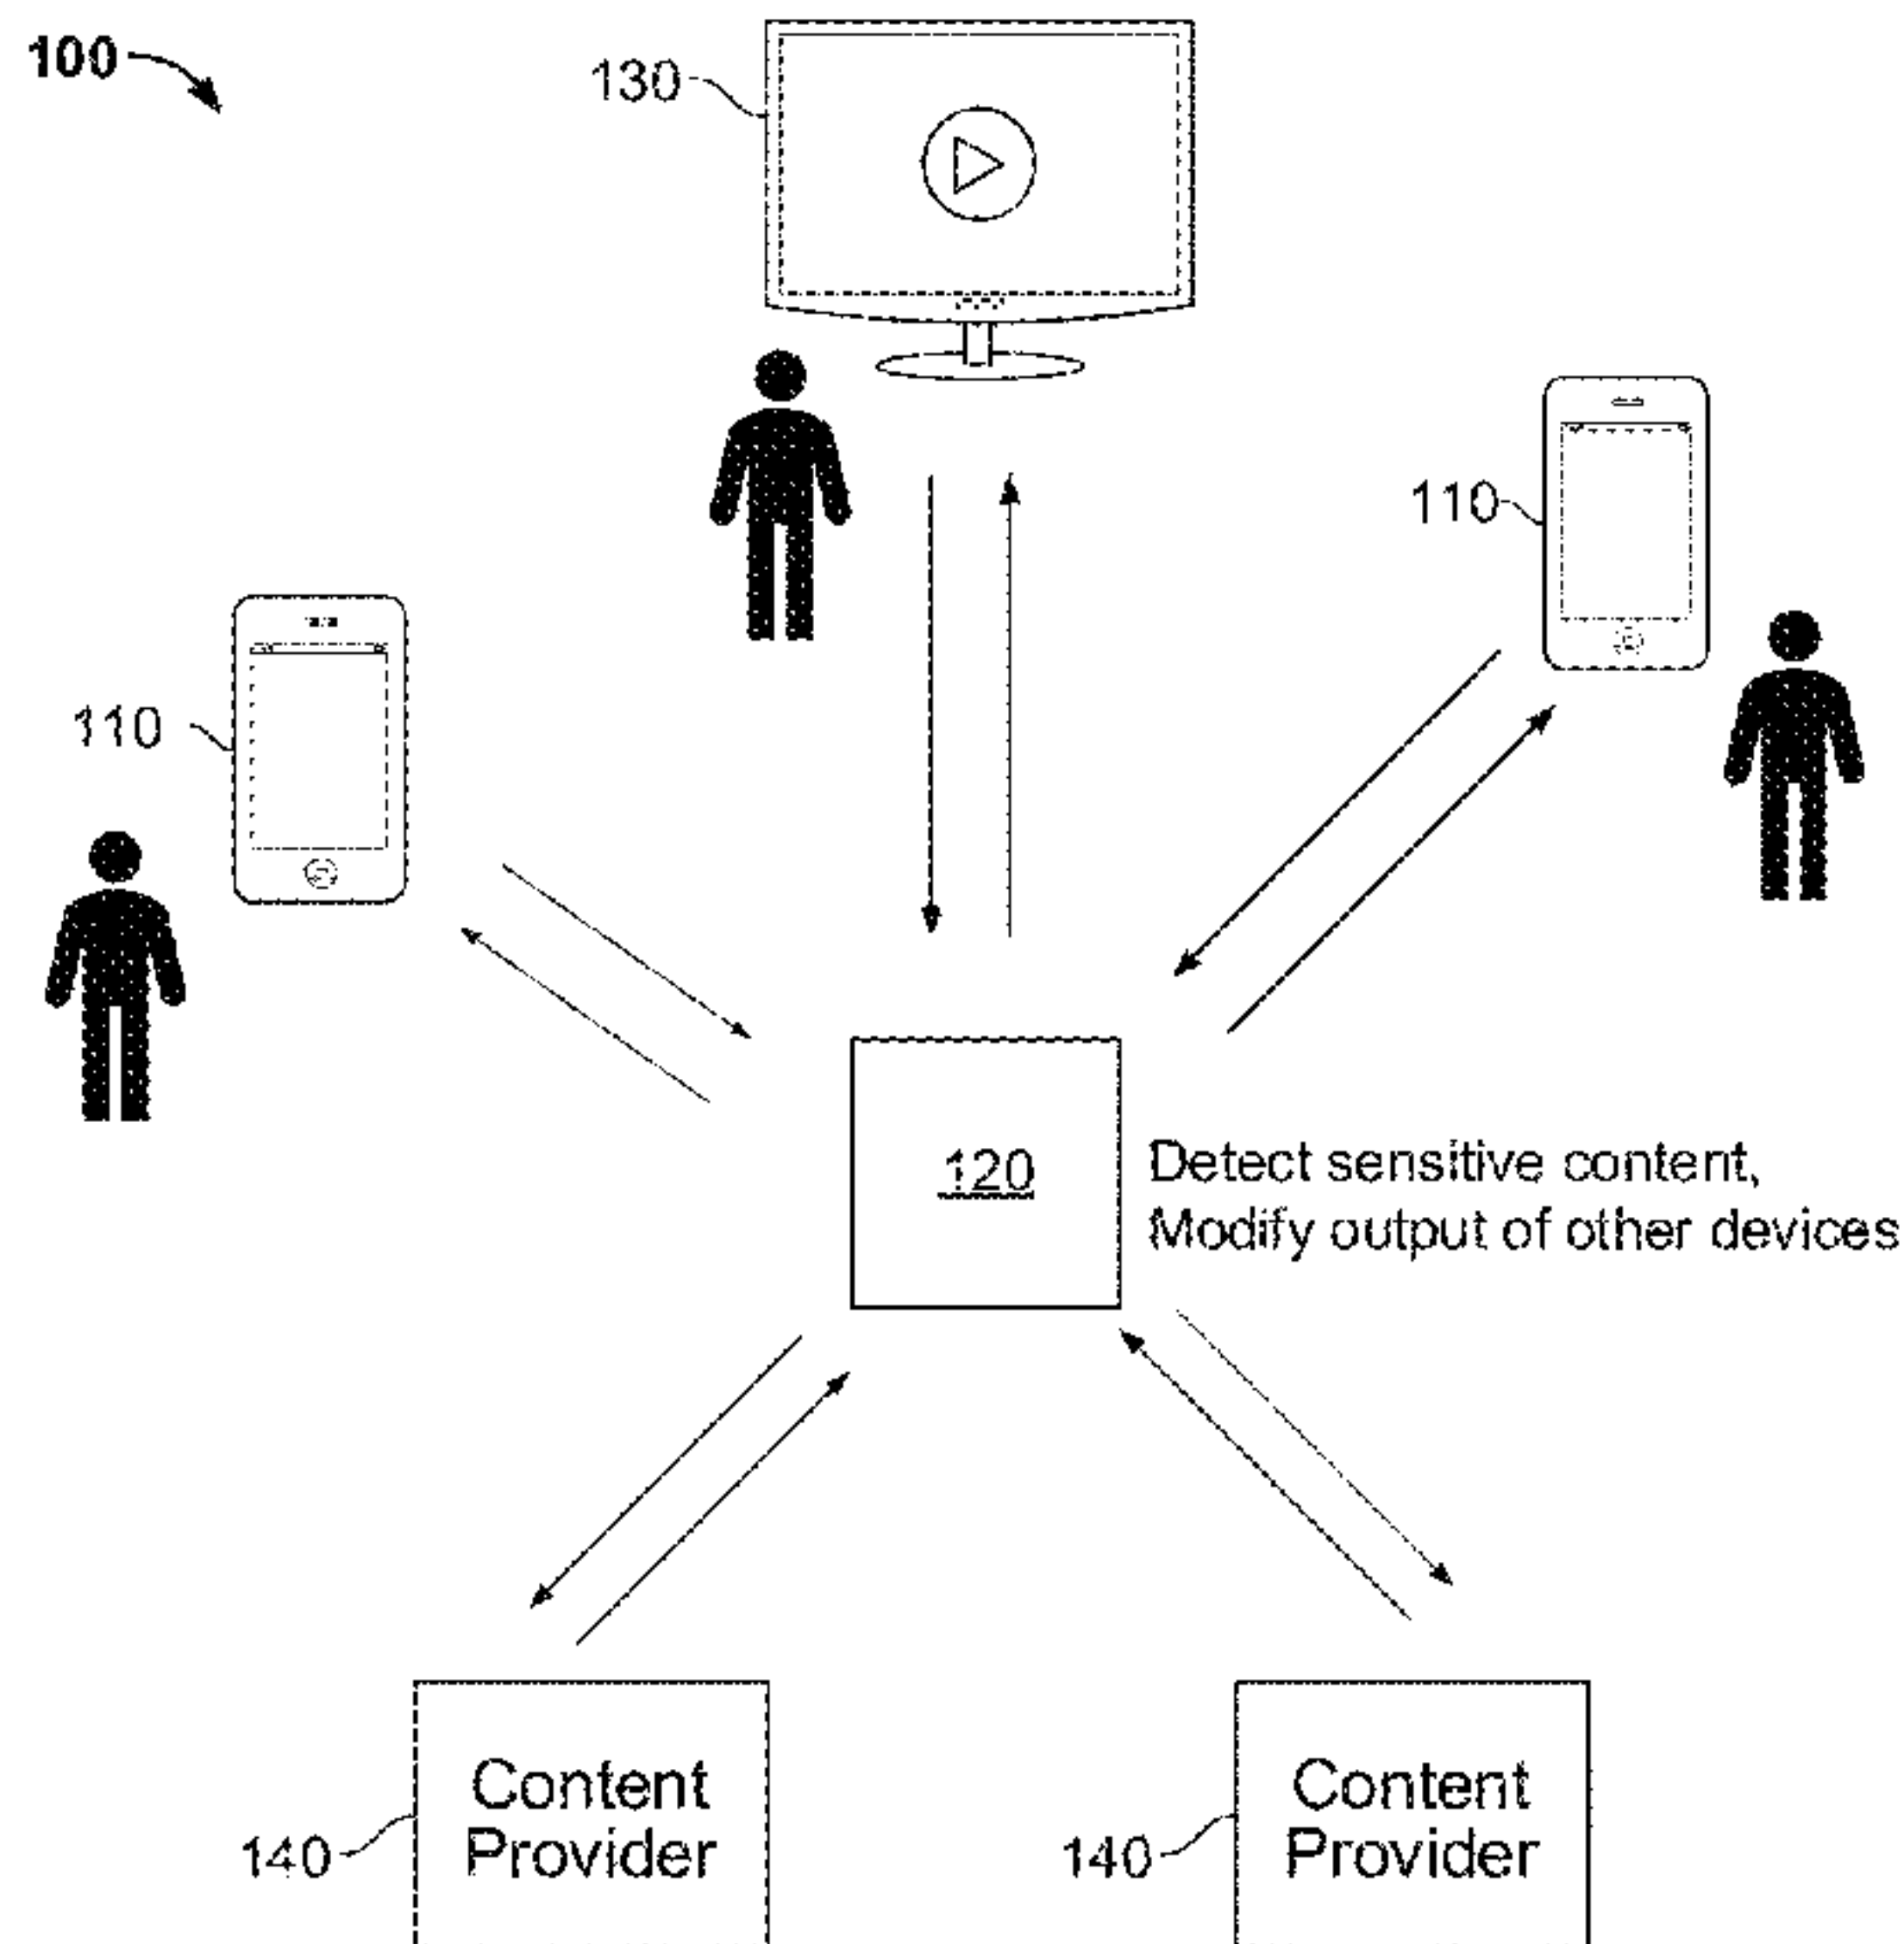 100
130
110
110
120
Detect sensitive content,
Modify output of other devices
Content
Provider
140
Content
Provider
140